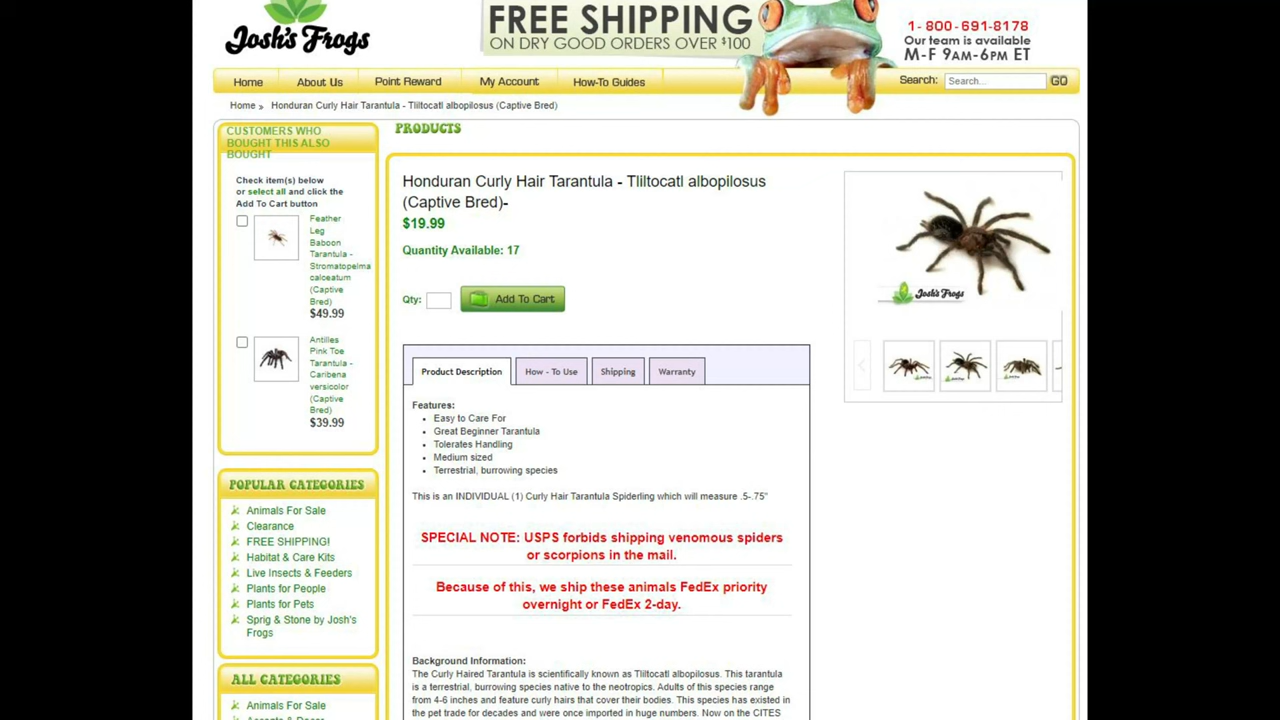 Josh's Frogs
FREE SHIPPING
ON DRY GOOD ORDERS OVER $100
1- 800-691-8178
Our team is available
M-F 9AM-6PM ET
Home
About Us
Point Reward
My Account
How-To Guides
Search:
Search...
GO
Home » Honduran Curly Hair Tarantula - Tliltocatl albopilosus (Captive Bred)
CUSTOMERS WHO
BOUGHT THIS ALSO
BOUGHT
Check item(s) below
or select all and click the
Add To Cart button
Feather
Leg
Baboon
Tarantula -
Stromatopelma
calceatum
(Captive
Bred)
$49.99
Antilles
Pink Toe
Tarantula -
Caribena
versicolor
(Captive
Bred)
$39.99
POPULAR CATEGORIES
Animals For Sale
Clearance
FREE SHIPPING!
Habitat & Care Kits
Live Insects & Feeders
Plants for People
Plants for Pets
Sprig & Stone by Josh's
Frogs
ALL CATEGORIES
Animals For Sale
PRODUCTS
Honduran Curly Hair Tarantula - Tliltocatl albopilosus
(Captive Bred)-
$19.99
Quantity Available: 17
Qty:
Add To Cart
Josh's Frogs
Product Description
How - To Use
Shipping
Warranty
Features:
Easy to Care For
Great Beginner Tarantula
Tolerates Handling
Medium sized
Terrestrial, burrowing species
This is an INDIVIDUAL (1) Curly Hair Tarantula Spiderling which will measure .5-.75"
SPECIAL NOTE: USPS forbids shipping venomous spiders
or scorpions in the mail.
Because of this, we ship these animals FedEx priority
overnight or FedEx 2-day.
Background Information:
The Curly Haired Tarantula is scientifically known as Tliltocatl albopilosus. This tarantula
is a terrestrial, burrowing species native to the neotropics. Adults of this species range
from 4-6 inches and feature curly hairs that cover their bodies. This species has existed in
the pet trade for decades and were once imported in huge numbers. Now on the CITES